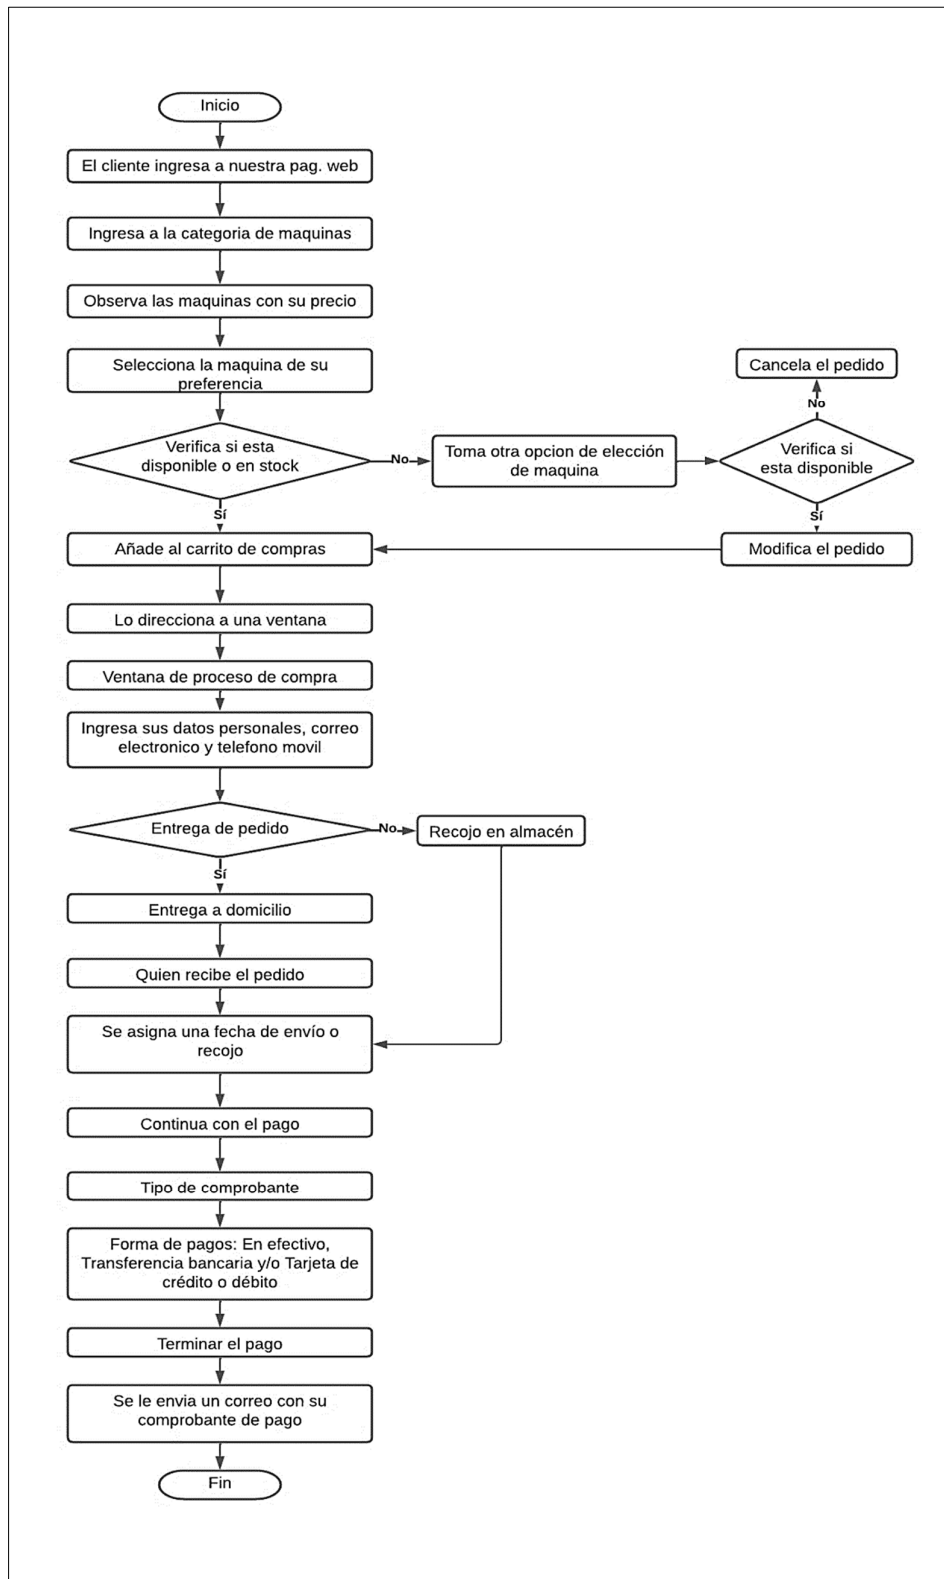 Inicio
El cliente ingresa a nuestra pag. web
Ingresa a la categoria de maquinas
Observa las maquinas con su precio
Selecciona la maquina de su
preferencia
Cancela el pedido
No
Verifica si esta
disponible o en stock
No
Toma otra opcion de elección
de maquina
Verifica si
esta disponible
Sí
Sí
Añade al carrito de compras
Modifica el pedido
Lo direcciona a una ventana
Ventana de proceso de compra
Ingresa sus datos personales, correo
electronico y telefono movil
Entrega de pedido
No
Recojo en almacén
Sí
Entrega a domicilio
Quien recibe el pedido
Se asigna una fecha de envío o
recojo
Continua con el pago
Tipo de comprobante
Forma de pagos: En efectivo,
Transferencia bancaria y/o Tarjeta de
crédito o débito
Terminar el pago
Se le envia un correo con su
comprobante de pago
Fin